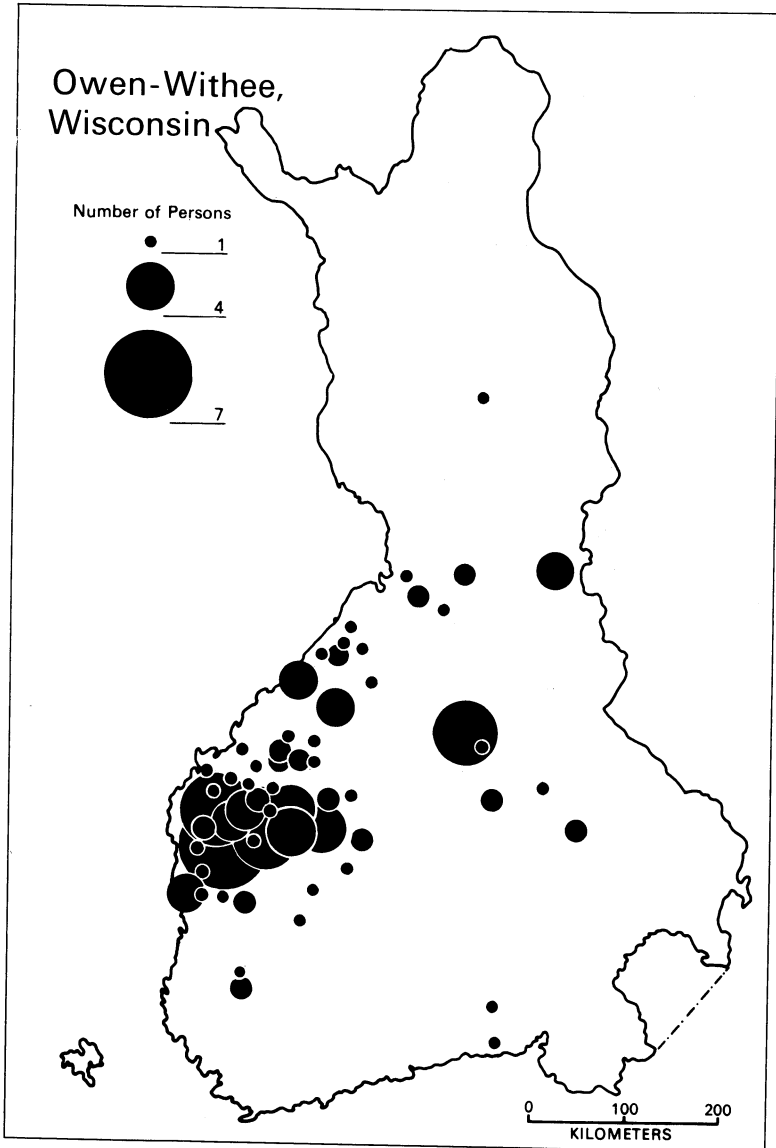 Owen-Withee,
Wisconsin
Number of Persons
1
4
7
0 100 200
KILOMETERS